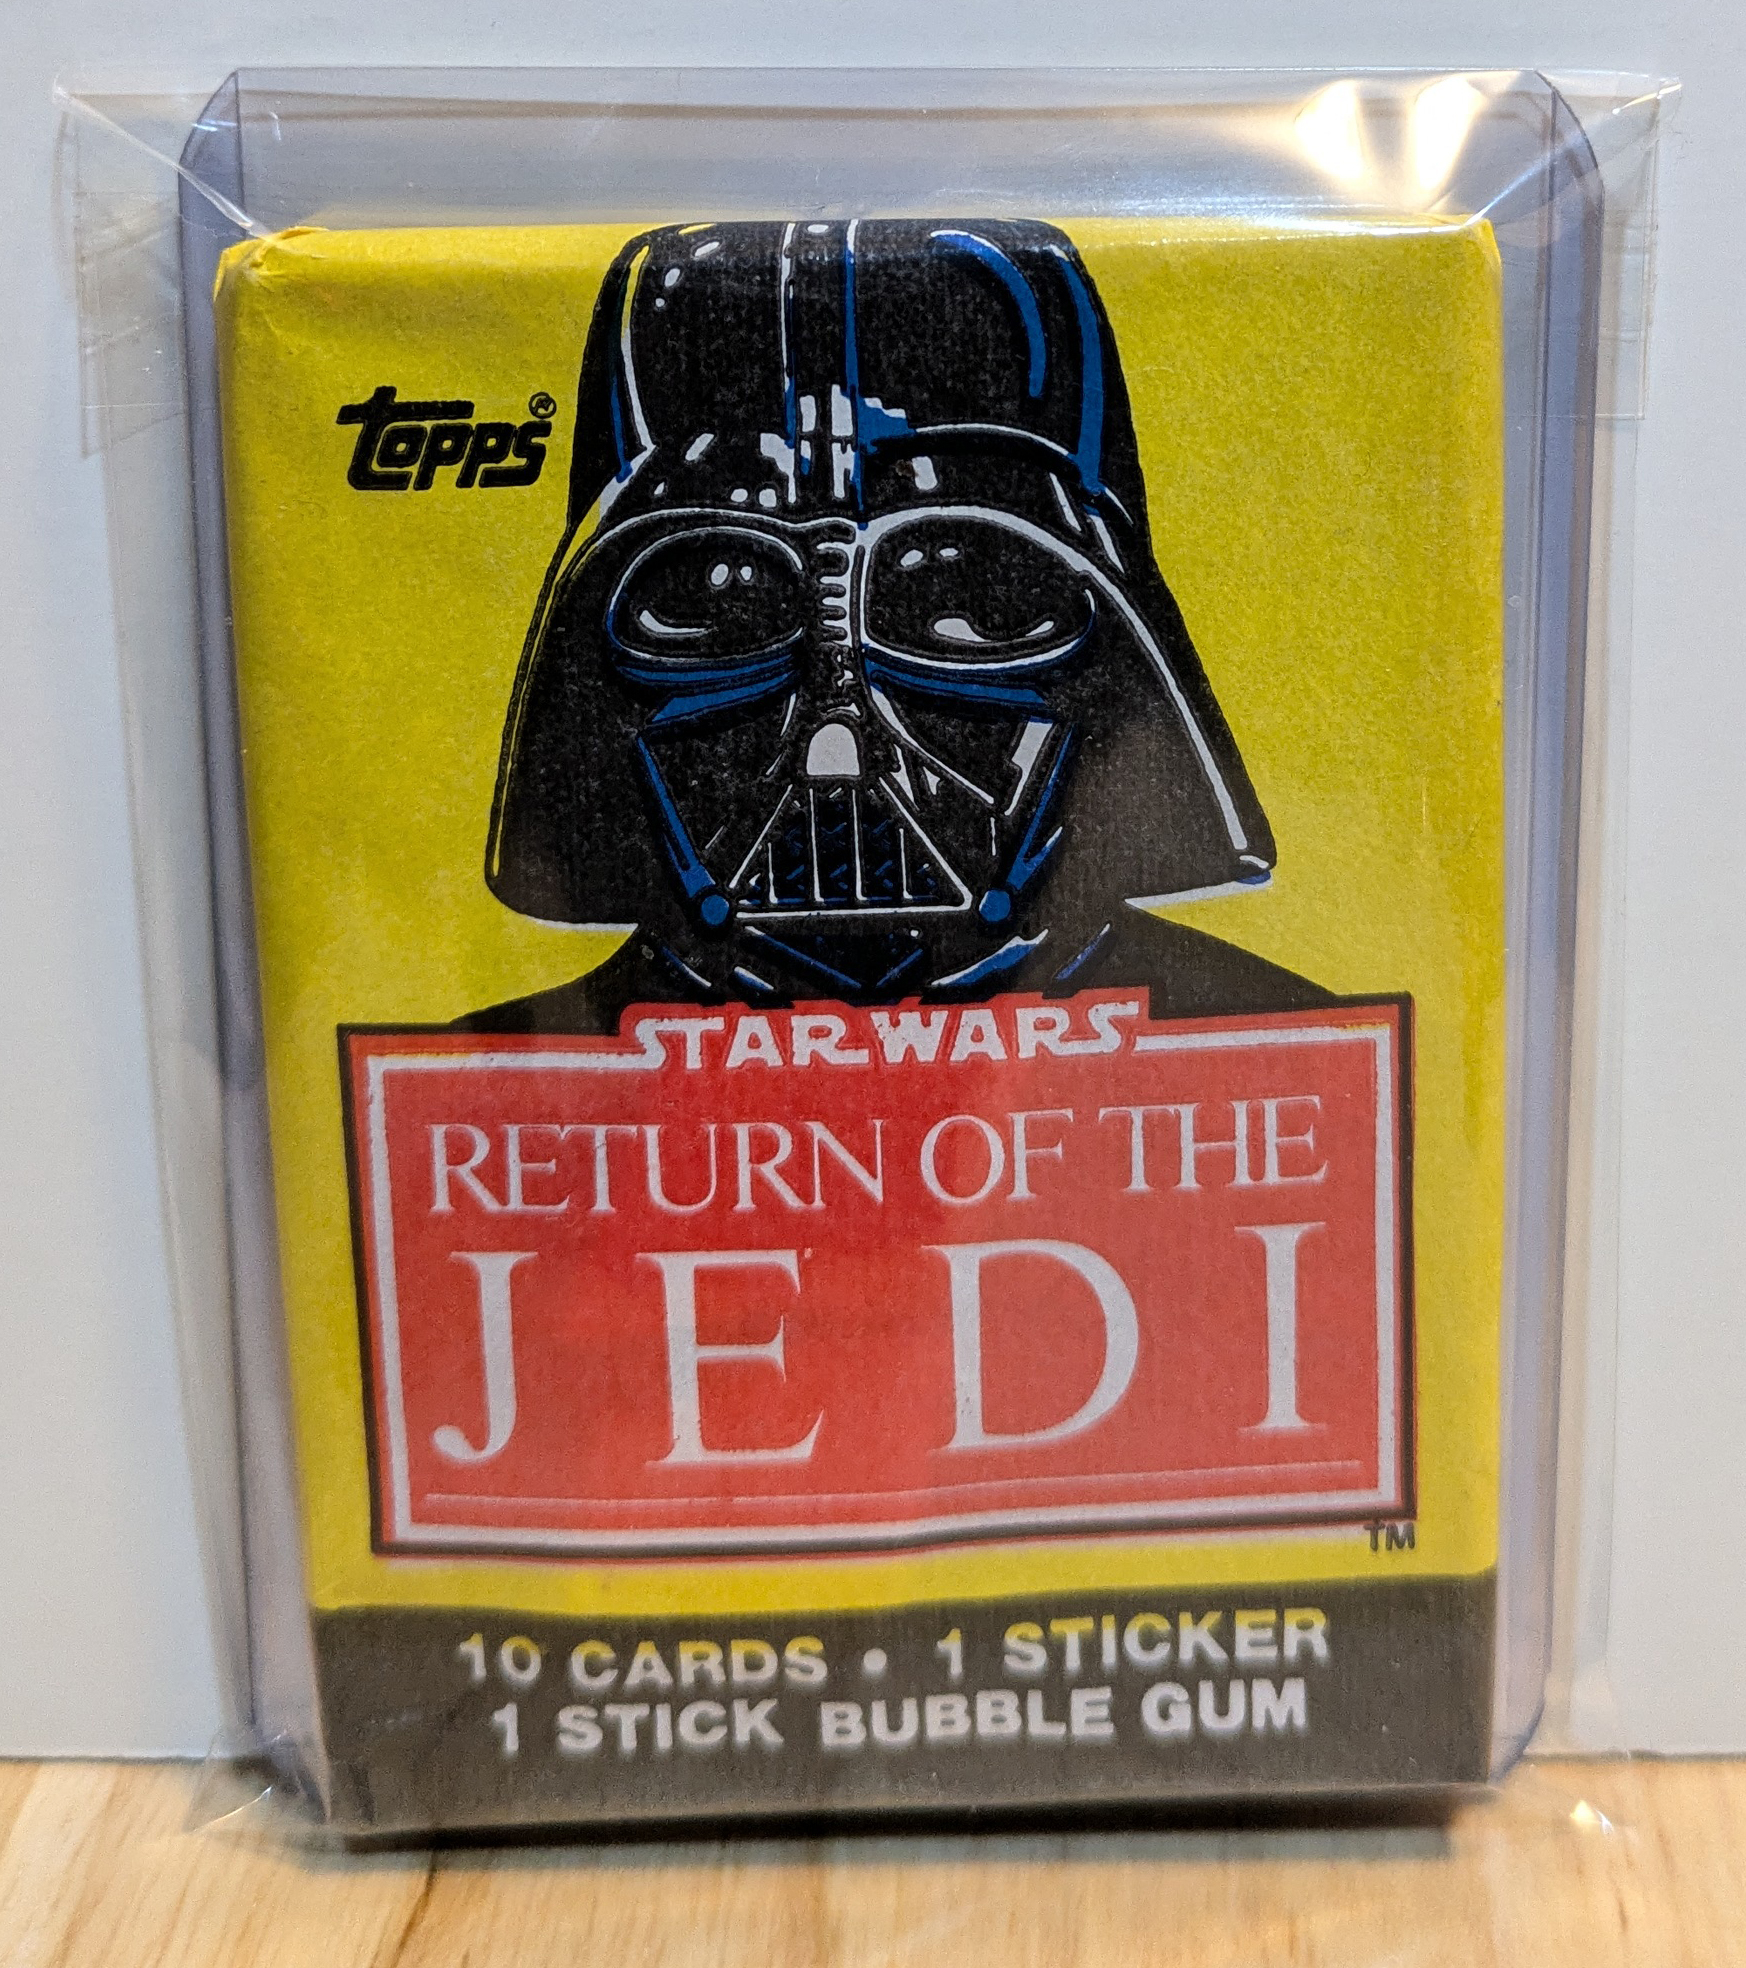 topps®
STAR WARS
RETURN OF THE
JEDI
TM
10 CARDS • 1 STICKER
1 STICK BUBBLE GUM